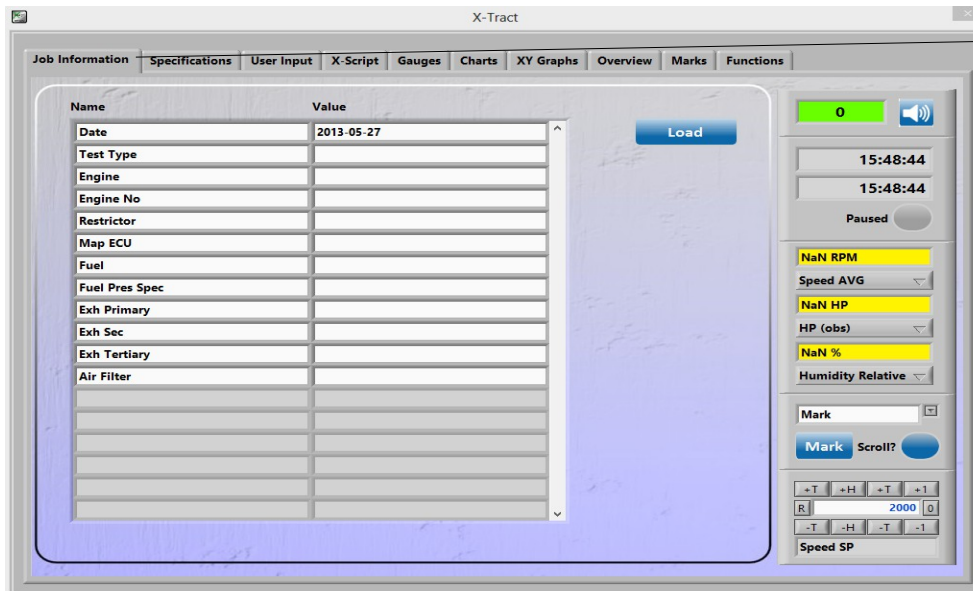 X-Tract
Job Information Specifications User Input X-Script Gauges Charts XY Graphs Overview Marks Functions
Name Value
Date 2013-05-27
Test Type
Engine
Engine No
Restrictor
Map ECU
Fuel
Fuel Pres Spec
Exh Primary
Exh Sec
Exh Tertiary
Air Filter
Load
0
15:48:44
15:48:44
Paused
NaN RPM
Speed AVG
NaN HP
HP (obs)
NaN %
Humidity Relative
Mark
Mark Scroll?
+T +H +T +1
R 2000 0
-T -H -T -1
Speed SP